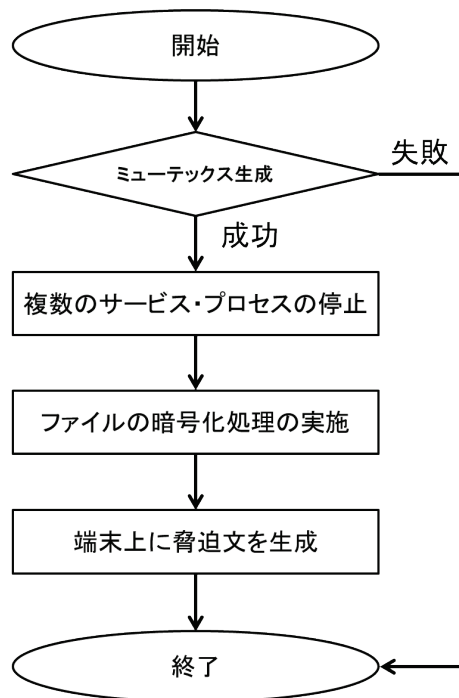 開始
ミューテックス生成
失敗
成功
複数のサービス・プロセスの停止
ファイルの暗号化処理の実施
端末上に脅迫文を生成
終了